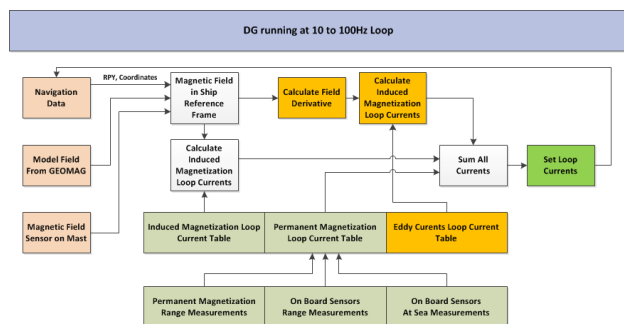 DG running at 10 to 100Hz Loop
RPY, Coordinates
Navigation
Data
Magnetic Field
in Ship
Reference
Frame
Calculate Field
Derivative
Calculate
Induced
Magnetization
Loop Currents
Model Field
From GEOMAG
Calculate
Induced
Magnetization
Loop Currents
Sum All
Currents
Set Loop
Currents
Magnetic Field
Sensor on Mast
Induced Magnetization Loop
Current Table
Permanent Magnetization
Loop Current Table
Eddy Curents Loop Current
Table
Permanent Magnetization
Range Measurements
On Board Sensors
Range Measurements
On Board Sensors
At Sea Measurements